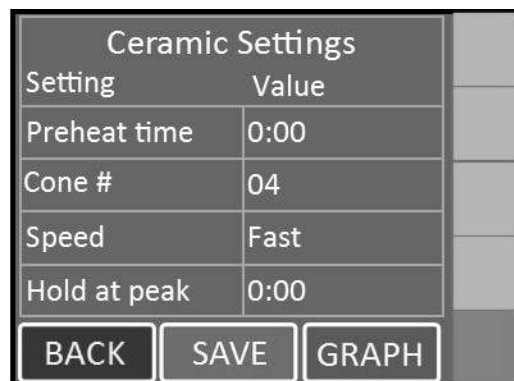 Ceramic Settings
Setting Value
Preheat time 0:00
Cone # 04
Speed Fast
Hold at peak 0:00
BACK SAVE GRAPH